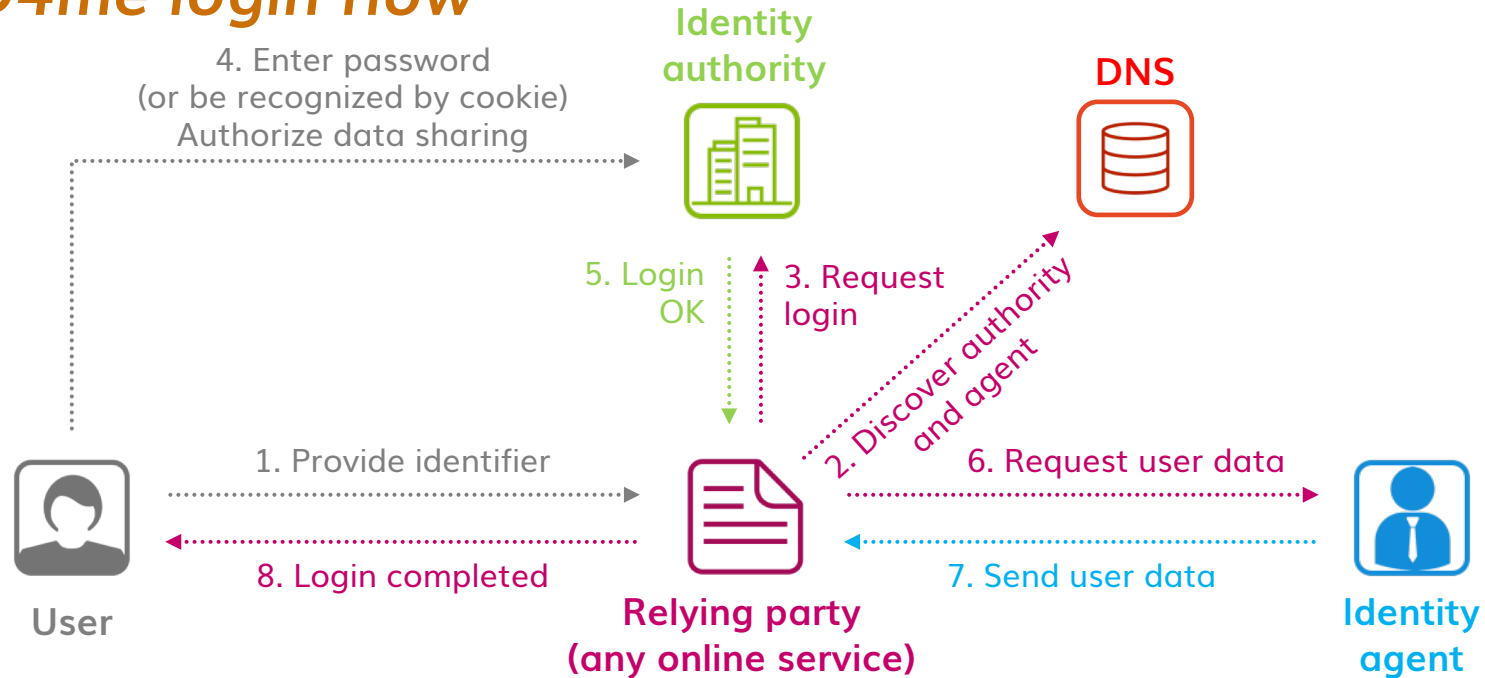 4me login
Identity
authority
4. Enter password
(or be recognized by cookie)
Authorize data sharing
DNS
5. Login
OK
3. Request
login
2. Discover authority
and agent
1. Provide identifier
6. Request user data
8. Login completed
7. Send user data
User
Relying party
(any online service)
Identity
agent